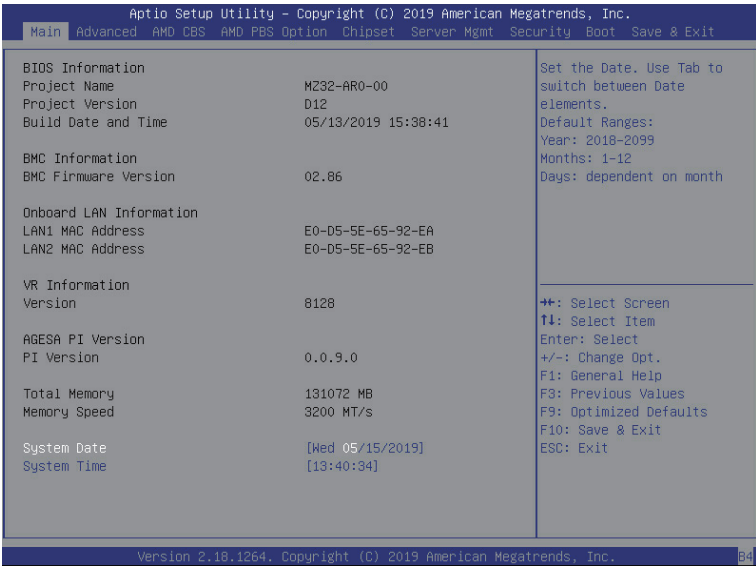 Aptio Setup Utility – Copyright (C) 2019 American Megatrends, Inc.
Main Advanced AMD CBS AMD PBS Option Chipset Server Mgmt Security Boot Save & Exit
BIOS Information
Project Name MZ32-AR0-00
Project Version D12
Build Date and Time 05/13/2019 15:38:41
BMC Information
BMC Firmware Version 02.86
Onboard LAN Information
LAN1 MAC Address E0-D5-5E-65-92-EA
LAN2 MAC Address E0-D5-5E-65-92-EB
VR Information
Version 8128
AGESA PI Version
PI Version 0.0.9.0
Total Memory 131072 MB
Memory Speed 3200 MT/s
System Date [Wed 05/15/2019]
System Time [13:40:34]
Set the Date. Use Tab to
switch between Date
elements.
Default Ranges:
Year: 2018-2099
Months: 1-12
Days: dependent on month
→←: Select Screen
↑↓: Select Item
Enter: Select
+/-: Change Opt.
F1: General Help
F3: Previous Values
F9: Optimized Defaults
F10: Save & Exit
ESC: Exit
Version 2.18.1264. Copyright (C) 2019 American Megatrends, Inc.
B4